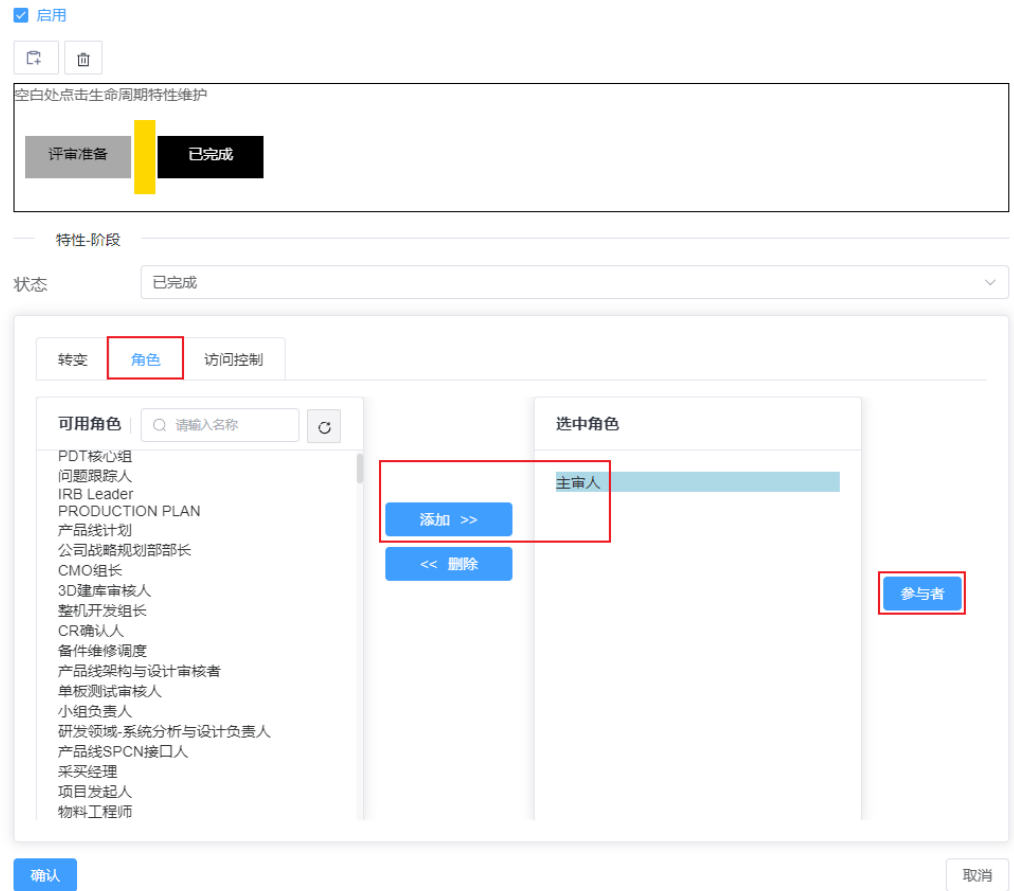 启用
空白处点击生命周期特性维护
评审准备
已完成
特性-阶段
状态
已完成
转变
角色
访问控制
可用角色
请输入名称
选中角色
PDT核心组
问题跟踪人
IRB Leader
PRODUCTION PLAN
产品线计划
公司战略规划部部长
CMO组长
3D建库审核人
整机开发组长
CR确认人
备件维修调度
产品线架构与设计审核者
单板测试审核人
小组负责人
研发领域-系统分析与设计负责人
产品线SPCN接口人
采买经理
项目发起人
物料工程师
添加 >>
<< 删除
主审人
参与者
确认
取消